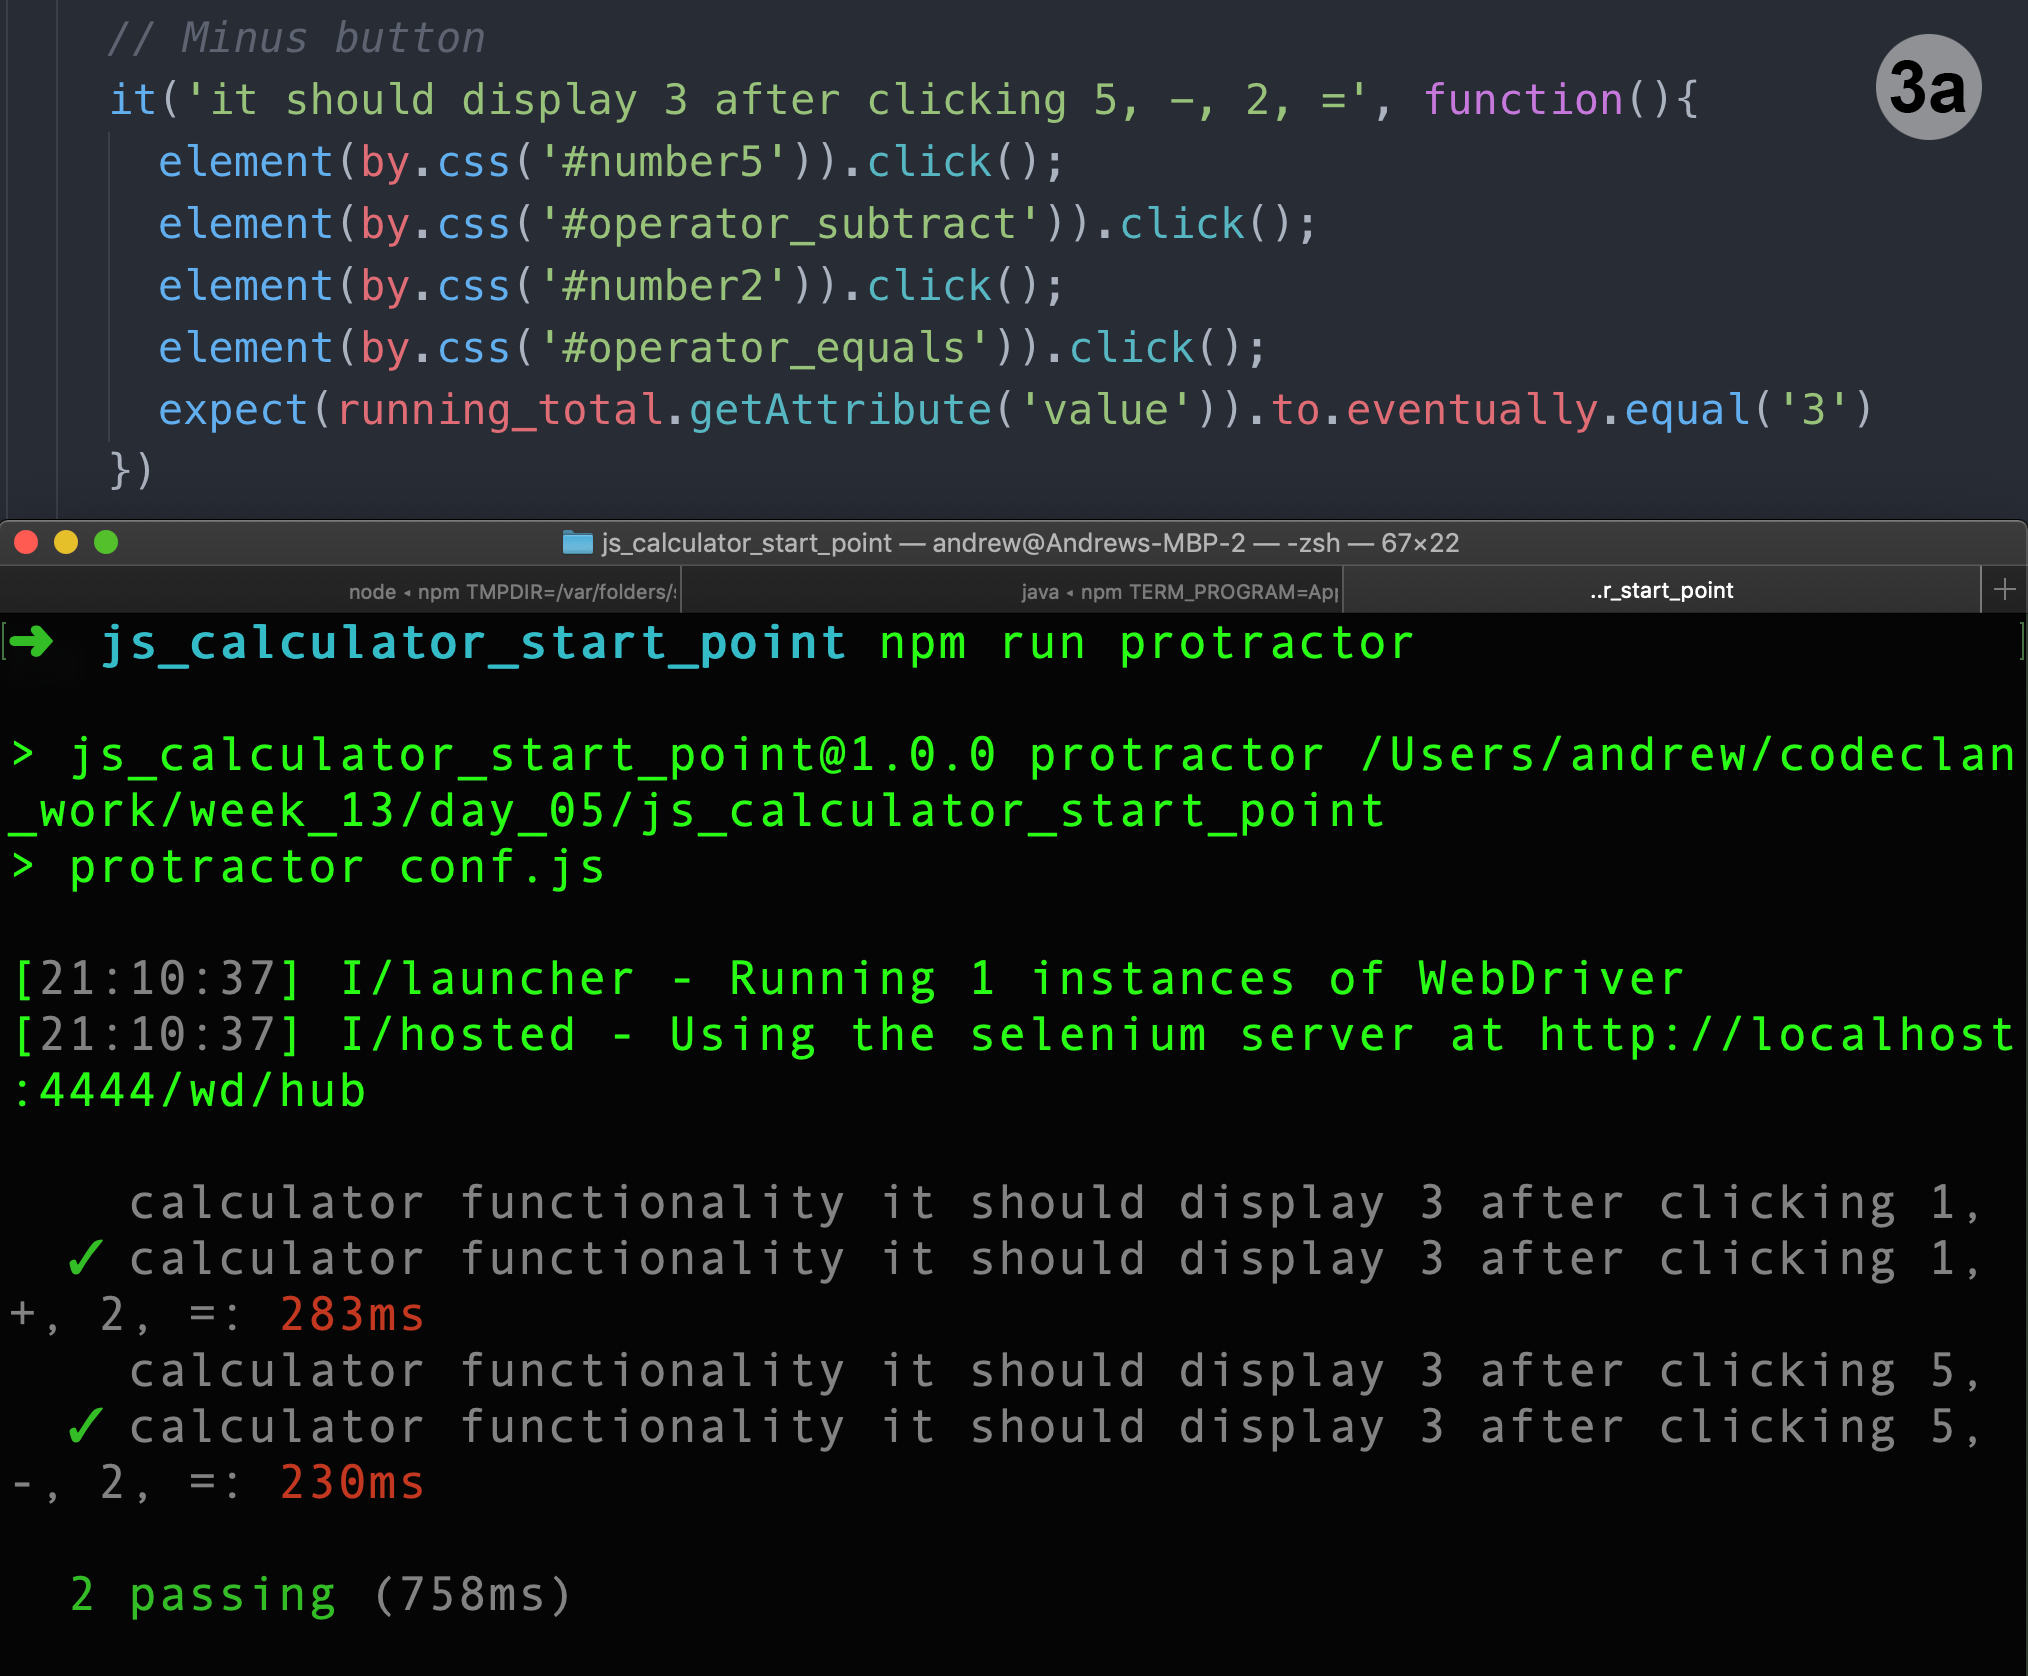 // Minus button
3a
it('it should display 3 after clicking 5, -, 2, =', function(){
element(by.css('#number5')).click();
element(by.css('#operator_subtract')).click();
element(by.css('#number2')).click();
element(by.css('#operator_equals')).click();
expect(running_total.getAttribute('value')).to.eventually.equal('3')
})
js_calculator_start_point — andrew@Andrews-MBP-2 — -zsh — 67×22
node ◂ npm TMPDIR=/var/folders/ java ◂ npm TERM_PROGRAM=App ..r_start_point +
➜ js_calculator_start_point npm run protractor
> js_calculator_start_point@1.0.0 protractor /Users/andrew/codeclan
_work/week_13/day_05/js_calculator_start_point
> protractor conf.js
[21:10:37] I/launcher - Running 1 instances of WebDriver
[21:10:37] I/hosted - Using the selenium server at http://localhost
:4444/wd/hub
calculator functionality it should display 3 after clicking 1,
✓ calculator functionality it should display 3 after clicking 1,
+, 2, =: 283ms
calculator functionality it should display 3 after clicking 5,
✓ calculator functionality it should display 3 after clicking 5,
-, 2, =: 230ms
2 passing (758ms)